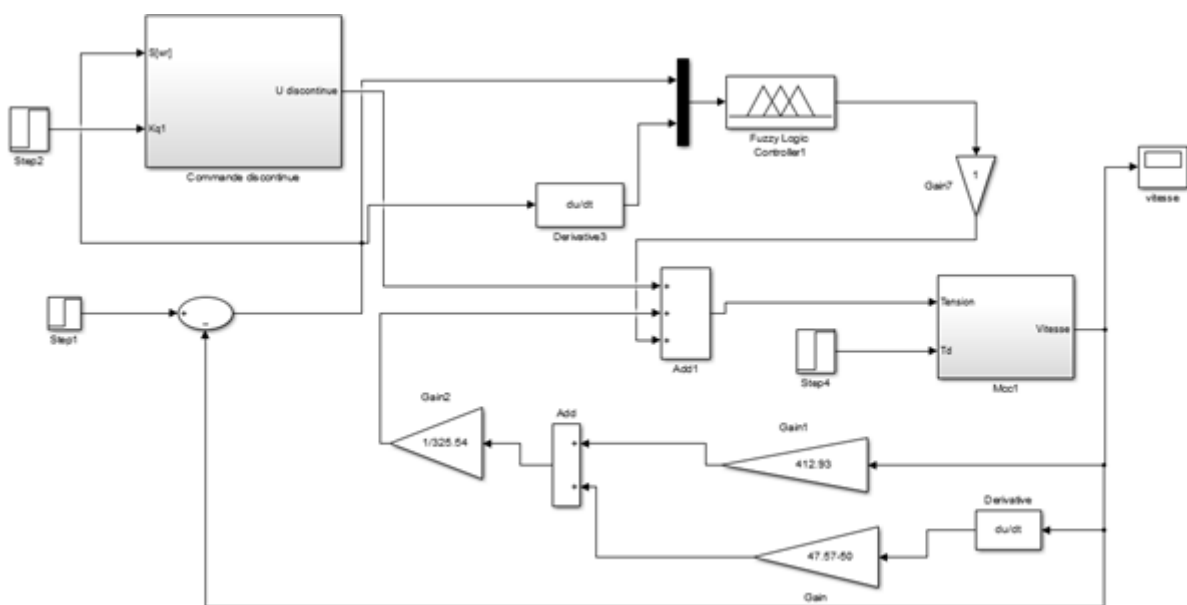 S[wr]
U discontinue
Kq1
Step2
Commande discontinue
Fuzzy Logic
Controller1
1
Gain7
vitesse
du/dt
Derivative3
Step1
+
−
+
+
+
Add1
Tension
Vitesse
Td
Step4
Mcc1
Gain2
1/325.54
Add
+
+
Gain1
412.93
Derivative
du/dt
47.57-50
Gain